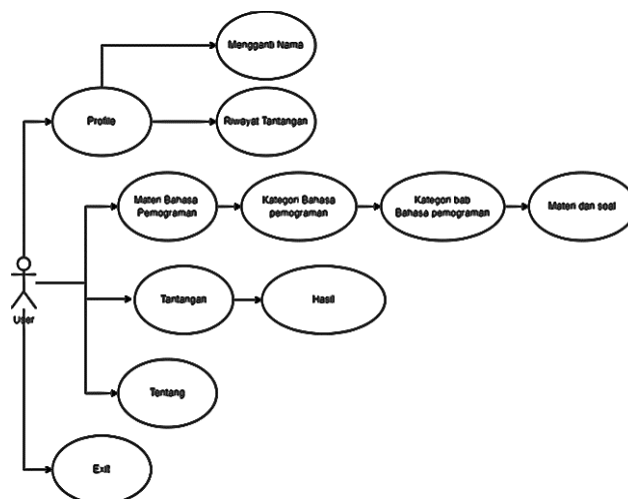 Mengganti Nama
Profile
Riwayat Tantangan
Materi Bahasa
Pemograman
Kategori Bahasa
pemograman
Kategori bab
Bahasa pemograman
Materi dan soal
User
Tantangan
Hasil
Tentang
Exit